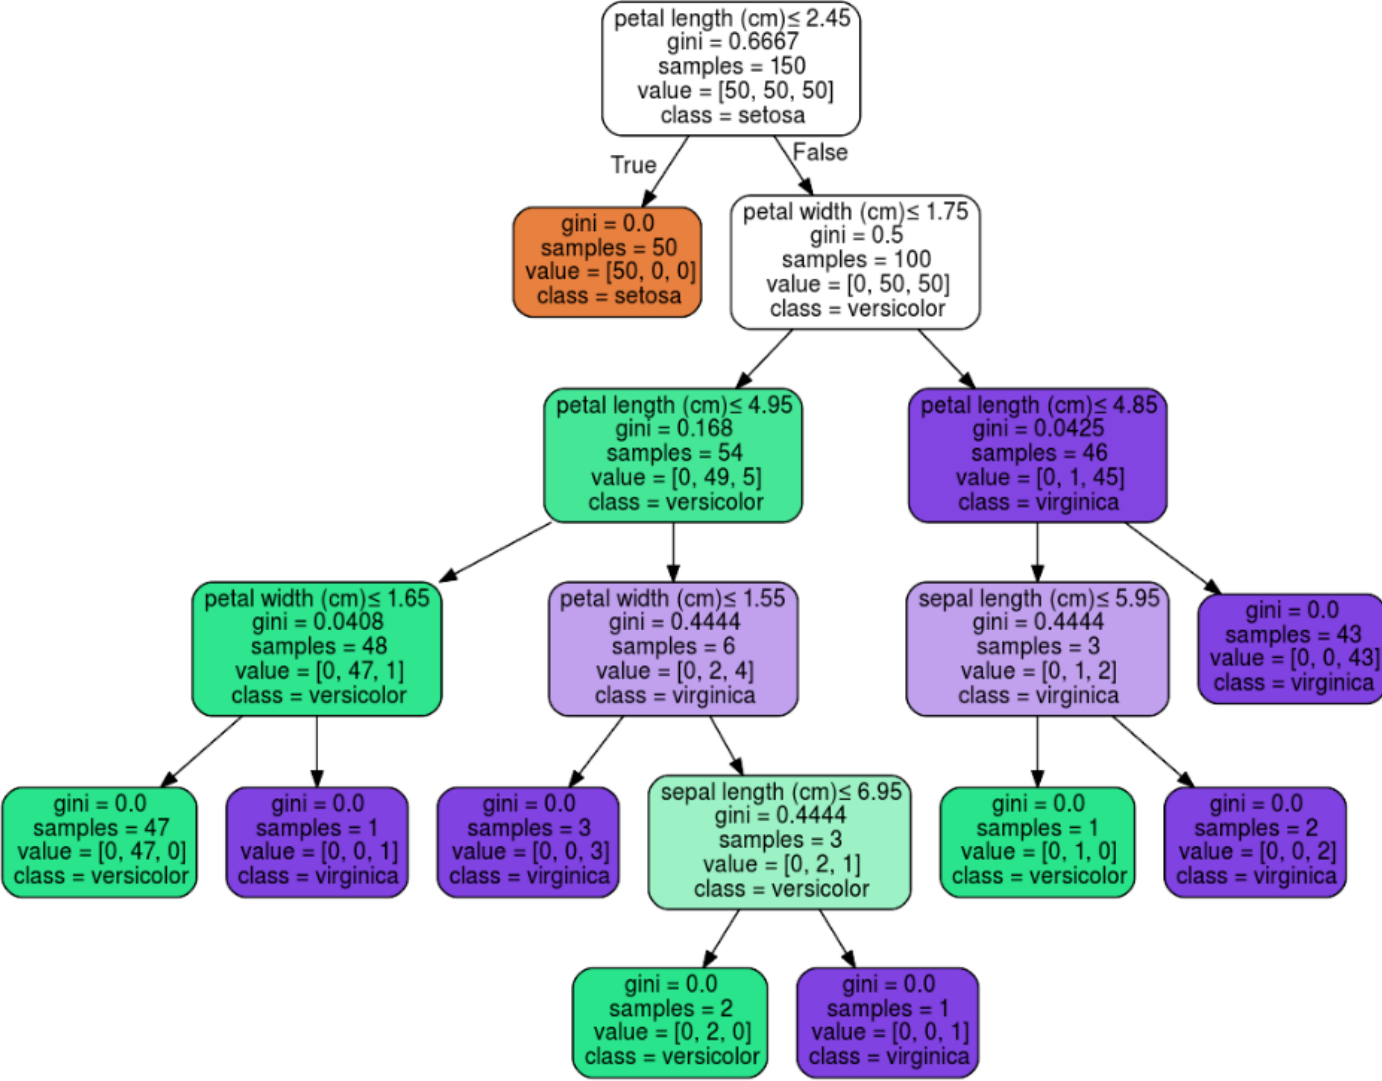 petal length (cm)≤ 2.45
gini = 0.6667
samples = 150
value = [50, 50, 50]
class = setosa
True
False
gini = 0.0
samples = 50
value = [50, 0, 0]
class = setosa
petal width (cm)≤ 1.75
gini = 0.5
samples = 100
value = [0, 50, 50]
class = versicolor
petal length (cm)≤ 4.95
gini = 0.168
samples = 54
value = [0, 49, 5]
class = versicolor
petal length (cm)≤ 4.85
gini = 0.0425
samples = 46
value = [0, 1, 45]
class = virginica
petal width (cm)≤ 1.65
gini = 0.0408
samples = 48
value = [0, 47, 1]
class = versicolor
petal width (cm)≤ 1.55
gini = 0.4444
samples = 6
value = [0, 2, 4]
class = virginica
sepal length (cm)≤ 5.95
gini = 0.4444
samples = 3
value = [0, 1, 2]
class = virginica
gini = 0.0
samples = 43
value = [0, 0, 43]
class = virginica
gini = 0.0
samples = 47
value = [0, 47, 0]
class = versicolor
gini = 0.0
samples = 1
value = [0, 0, 1]
class = virginica
gini = 0.0
samples = 3
value = [0, 0, 3]
class = virginica
sepal length (cm)≤ 6.95
gini = 0.4444
samples = 3
value = [0, 2, 1]
class = versicolor
gini = 0.0
samples = 1
value = [0, 1, 0]
class = versicolor
gini = 0.0
samples = 2
value = [0, 0, 2]
class = virginica
gini = 0.0
samples = 2
value = [0, 2, 0]
class = versicolor
gini = 0.0
samples = 1
value = [0, 0, 1]
class = virginica